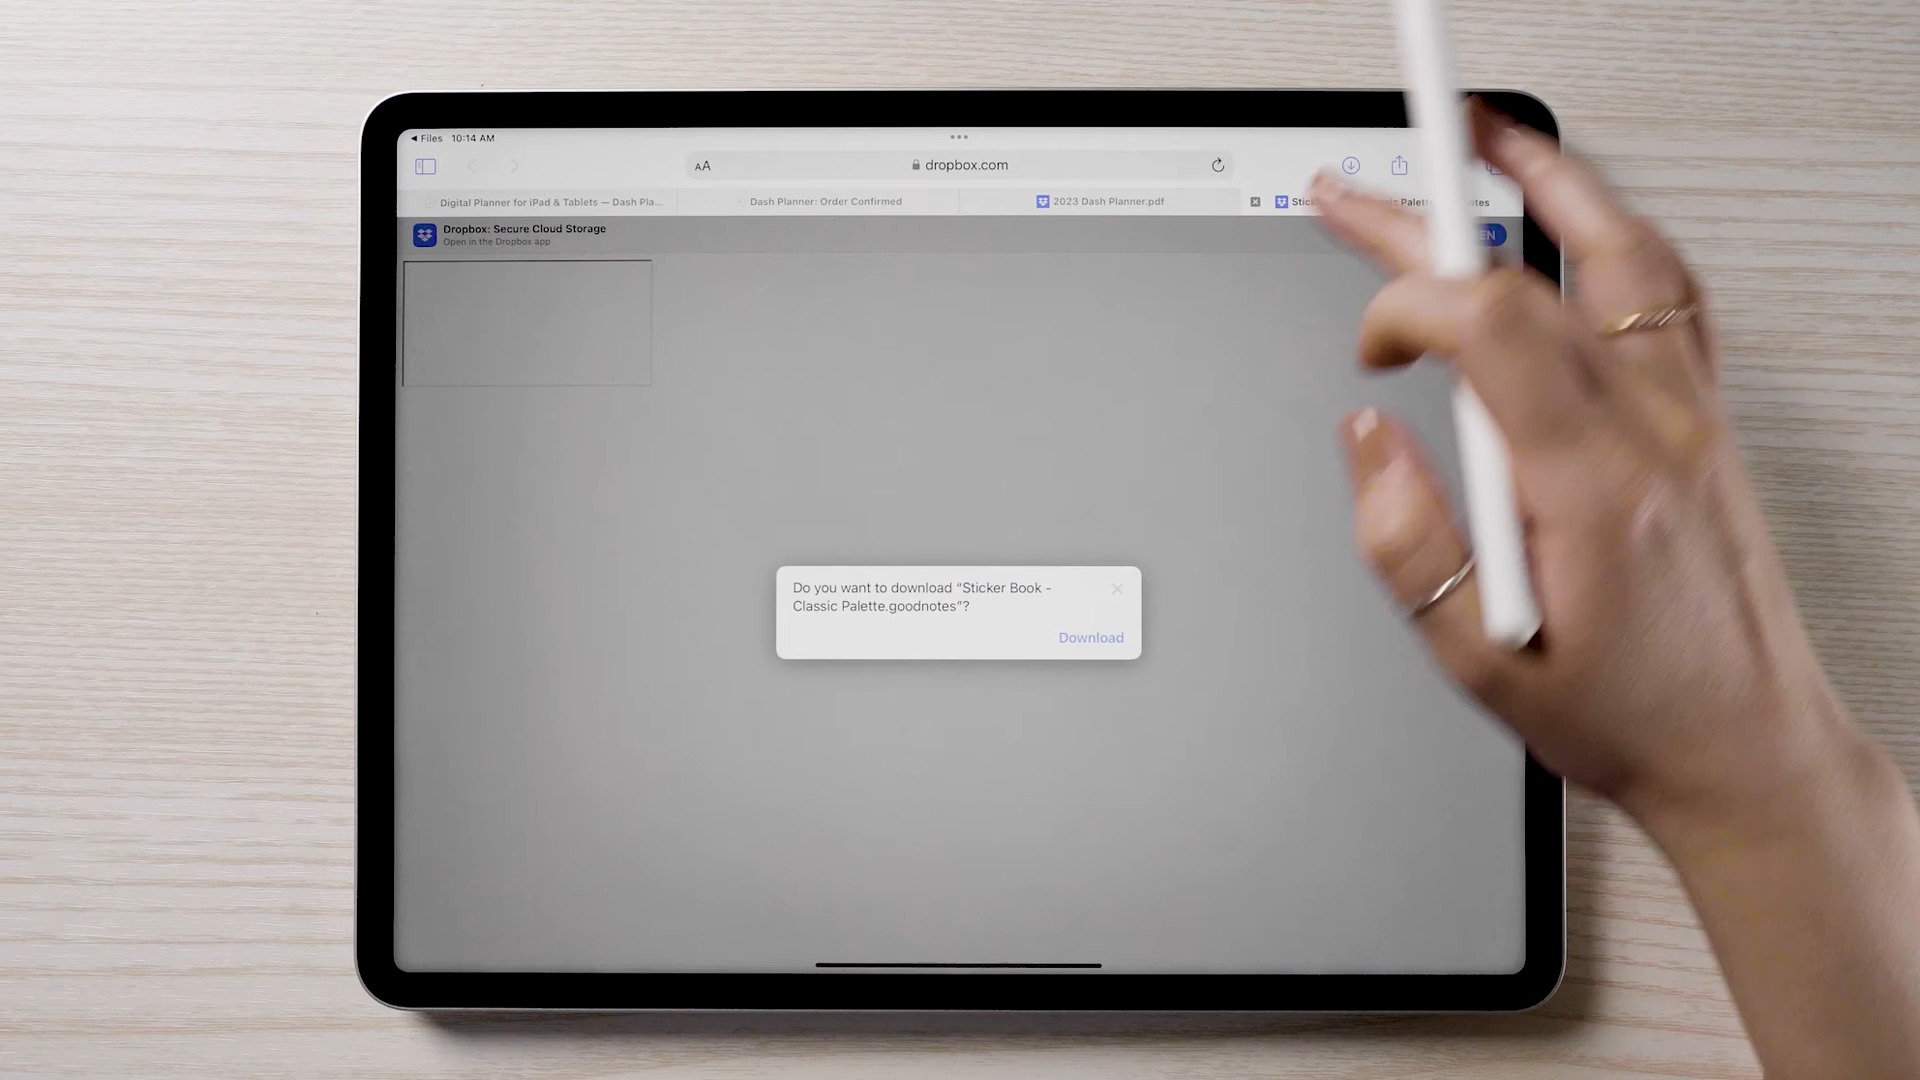 Files 10:14 AM
AA
dropbox.com
Digital Planner for iPad & Tablets — Dash Pla...
Dash Planner: Order Confirmed
2023 Dash Planner.pdf
Dropbox: Secure Cloud Storage
Open in the Dropbox app
Do you want to download “Sticker Book -
Classic Palette.goodnotes”?
Download